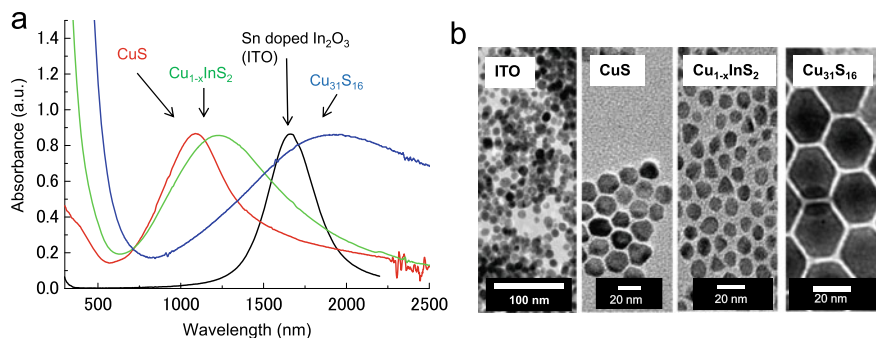 a
CuS
Cu1-xInS2
Sn doped In2O3
(ITO)
Cu31S16
Absorbance (a.u.)
1.4
1.2
1.0
0.8
0.6
0.4
0.2
0.0
500
1000
1500
2000
2500
Wavelength (nm)
b
ITO
CuS
Cu1-xInS2
Cu31S16
100 nm
20 nm
20 nm
20 nm